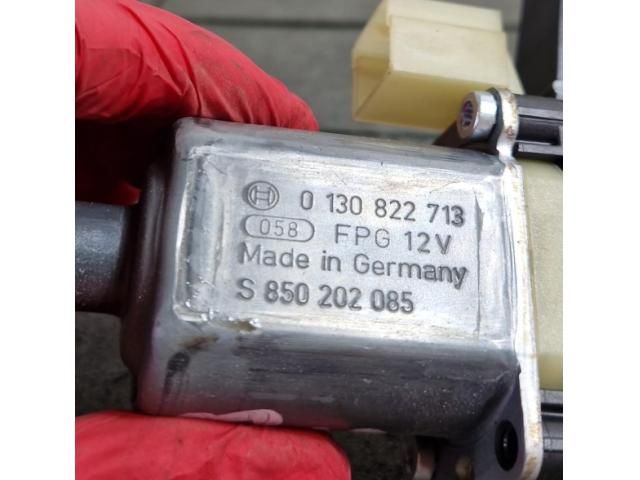 0 130 822 713
058 FPG 12V
Made in Germany
S 850 202 085